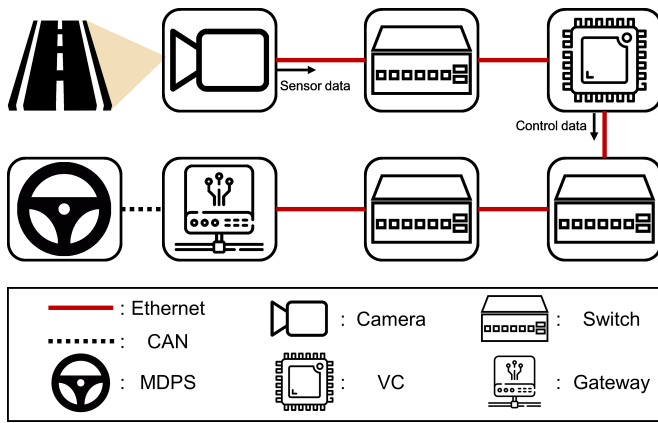 Sensor data
Control data
: Ethernet
: CAN
: MDPS
: Camera
: VC
: Switch
: Gateway